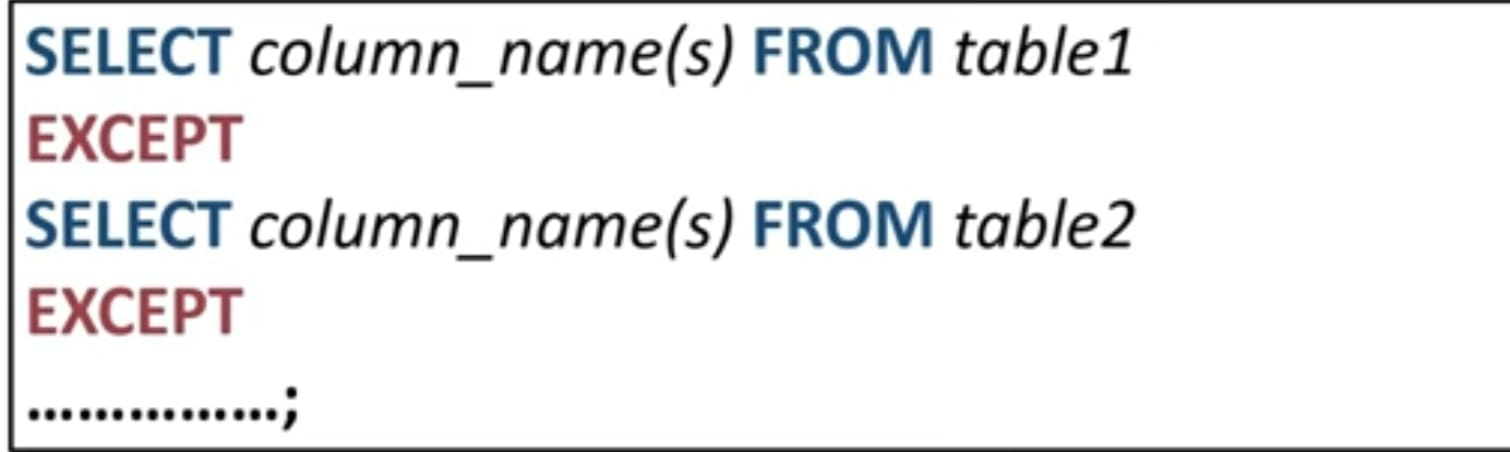 SELECT column_name(s) FROM table1
EXCEPT
SELECT column_name(s) FROM table2
EXCEPT
...............;